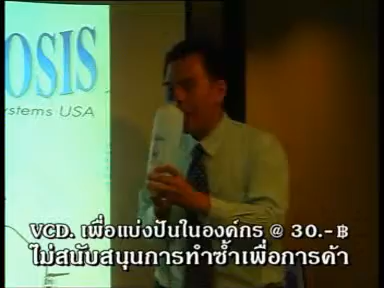 OSIS
stems USA
VCD. เพื่อแบ่งปันในองค์กร @ 30.- ฿
ไม่สนับสนุนการทำซ้ำเพื่อการค้า